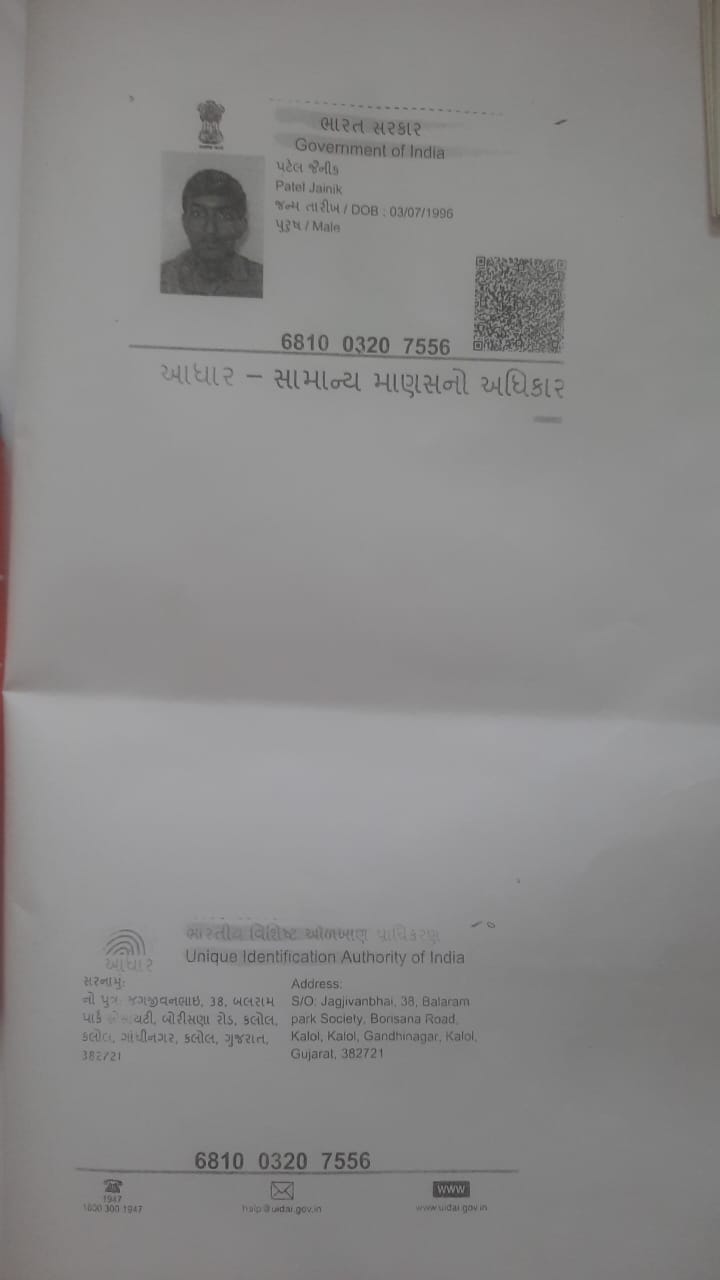 ભારત સરકાર
Government of India
પટેલ જૈનીક
Patel Jainik
જન્મ તારીખ / DOB : 03/07/1996
પુરુષ / Male
6810 0320 7556
આધાર – સામાન્ય માણસનો અધિકાર
ભારતીય વિશિષ્ટ ઓળખાણ પ્રાધિકરણ
Unique Identification Authority of India
આધાર
સરનામું:
નો પુત્ર: જગજીવનભાઇ, 38, બલરામ
પાર્ક બોરીસણા રોડ, કલોલ,
કલોલ, ગાંધીનગર, કલોલ, ગુજરાત,
382721
Address:
S/O: Jagjivanbhai, 38, Balaram
park Society, Borisana Road,
Kalol, Kalol, Gandhinagar, Kalol,
Gujarat, 382721
6810 0320 7556
1947
1800 300 1947
help@uidai.gov.in
WWW
www.uidai.gov.in